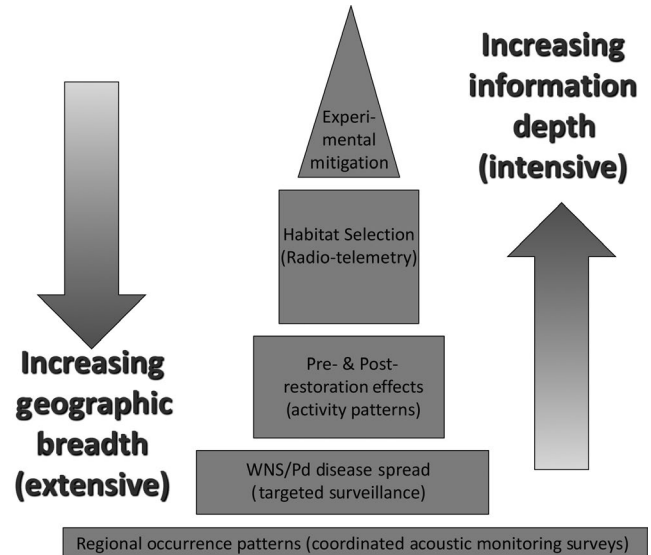 Increasing
information
depth
(intensive)
Experi-
mental
mitigation
Habitat Selection
(Radio-telemetry)
Increasing
geographic
breadth
(extensive)
Pre- & Post-
restoration effects
(activity patterns)
WNS/Pd disease spread
(targeted surveillance)
Regional occurrence patterns (coordinated acoustic monitoring surveys)